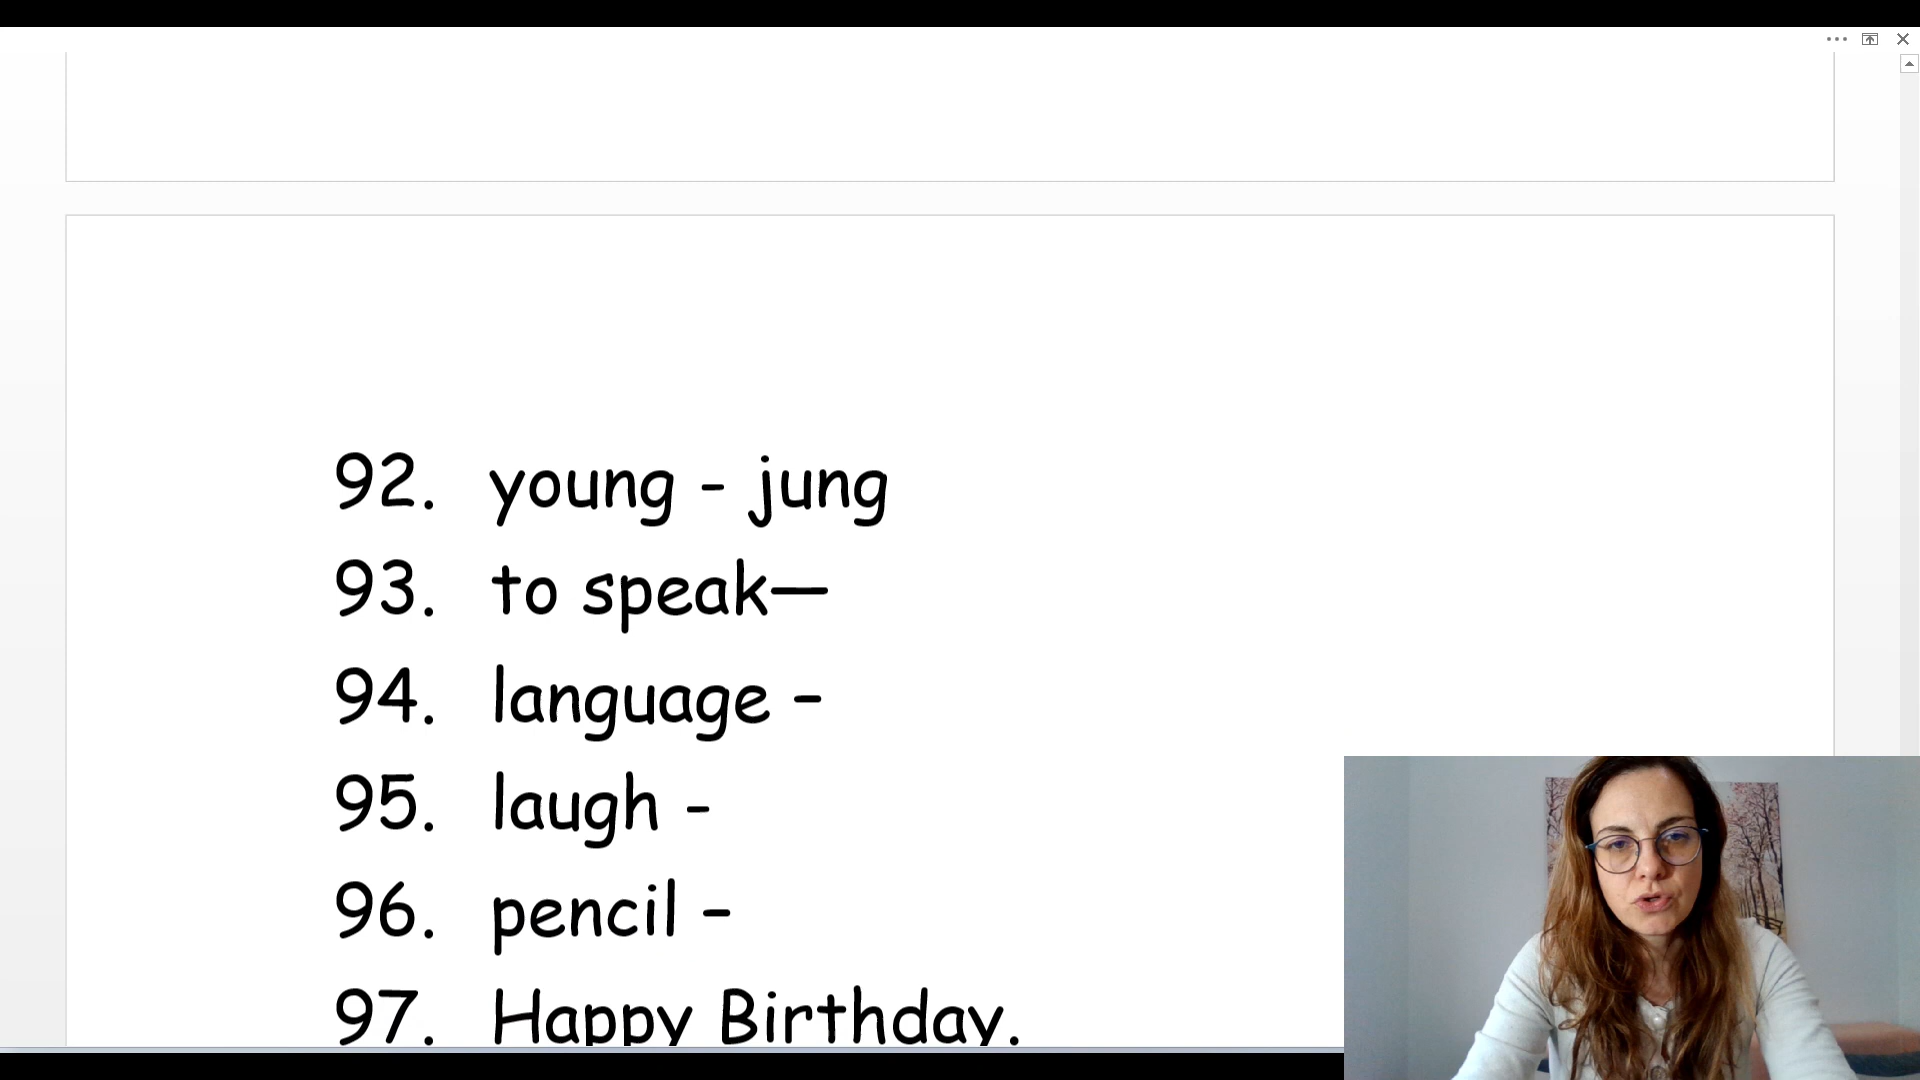 92. young - jung
93. to speak—
94. language –
95. laugh -
96. pencil –
97. Happy Birthday.